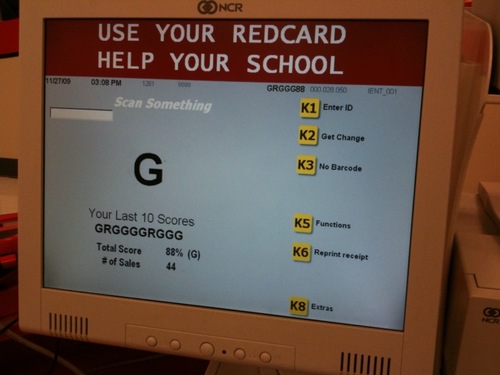 NCR
USE YOUR REDCARD
HELP YOUR SCHOOL
11/27/09 03:08 PM 1261 GRGGG88 000.028.050 IENT_001
Scan Something
K1 Enter ID
K2 Get Change
K3 No Barcode
G
Your Last 10 Scores
GRGGGGRGGG
Total Score 88% (G)
# of Sales 44
K5 Functions
K6 Reprint receipt
K8 Extras
NCR